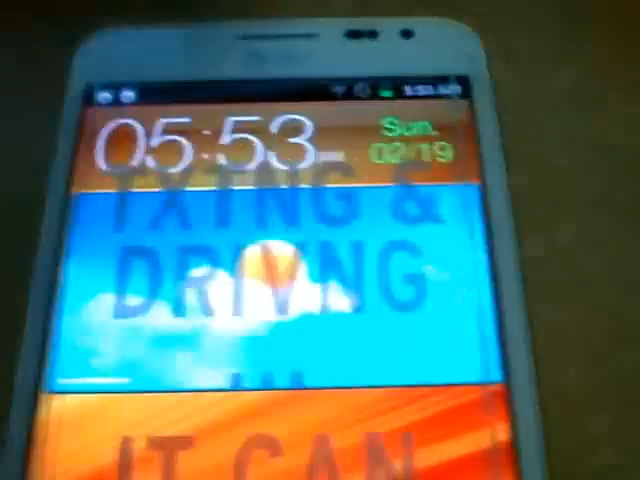 05:53
Sun.
02/19
TXTNG &
DRIVNG
...
IT CAN